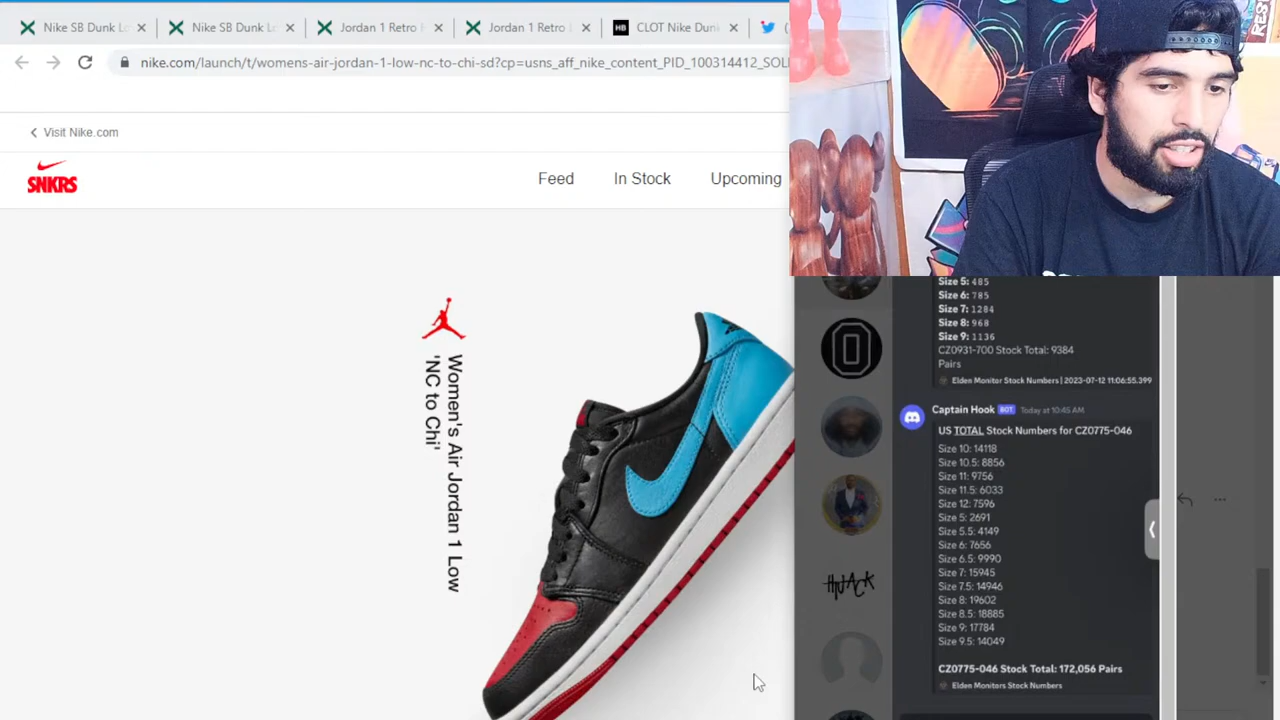 Nike SB Dunk Lo
Nike SB Dunk Lo
Jordan 1 Retro
Jordan 1 Retro
HB
CLOT Nike Dunk
nike.com/launch/t/womens-air-jordan-1-low-nc-to-chi-sd?cp=usns_aff_nike_content_PID_100314412_SOL
Visit Nike.com
SNKRS
Feed
In Stock
Upcoming
Women's Air Jordan 1 Low
'NC to Chi'
Size 5: 485
Size 6: 785
Size 7: 1284
Size 8: 968
Size 9: 1136
CZ0931-700 Stock Total: 9384
Pairs
Elden Monitor Stock Numbers | 2023-07-12 11:06:55.399
Captain Hook BOT Today at 10:45 AM
US TOTAL Stock Numbers for CZ0775-046
Size 10: 14118
Size 10.5: 8856
Size 11: 9756
Size 11.5: 6033
Size 12: 7596
Size 5: 2691
Size 5.5: 4149
Size 6: 7656
Size 6.5: 9990
Size 7: 15945
Size 7.5: 14946
Size 8: 19602
Size 8.5: 18885
Size 9: 17784
Size 9.5: 14049
CZ0775-046 Stock Total: 172,056 Pairs
Elden Monitors Stock Numbers
HIJACK